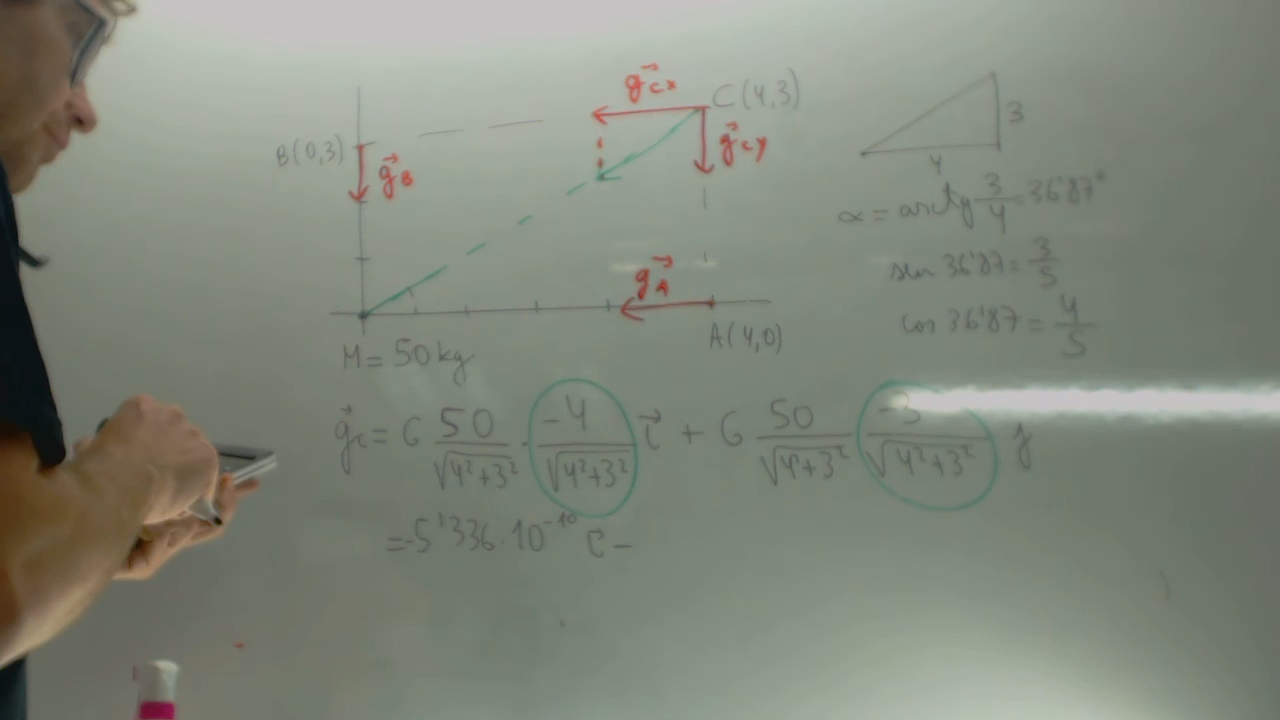 g⃗cx
C(4,3)
B(0,3)
g⃗B
g⃗cy
3
4
α = arctg 3/4 = 36'87°
sen 36'87 = 3/5
g⃗A
cos 36'87 = 4/5
A(4,0)
M = 50 kg
g⃗c = G 50/√4²+3² · -4/√4²+3² i⃗ + G 50/√4²+3² · -3/√4²+3² j
= -5'336·10⁻¹⁰ i⃗ -